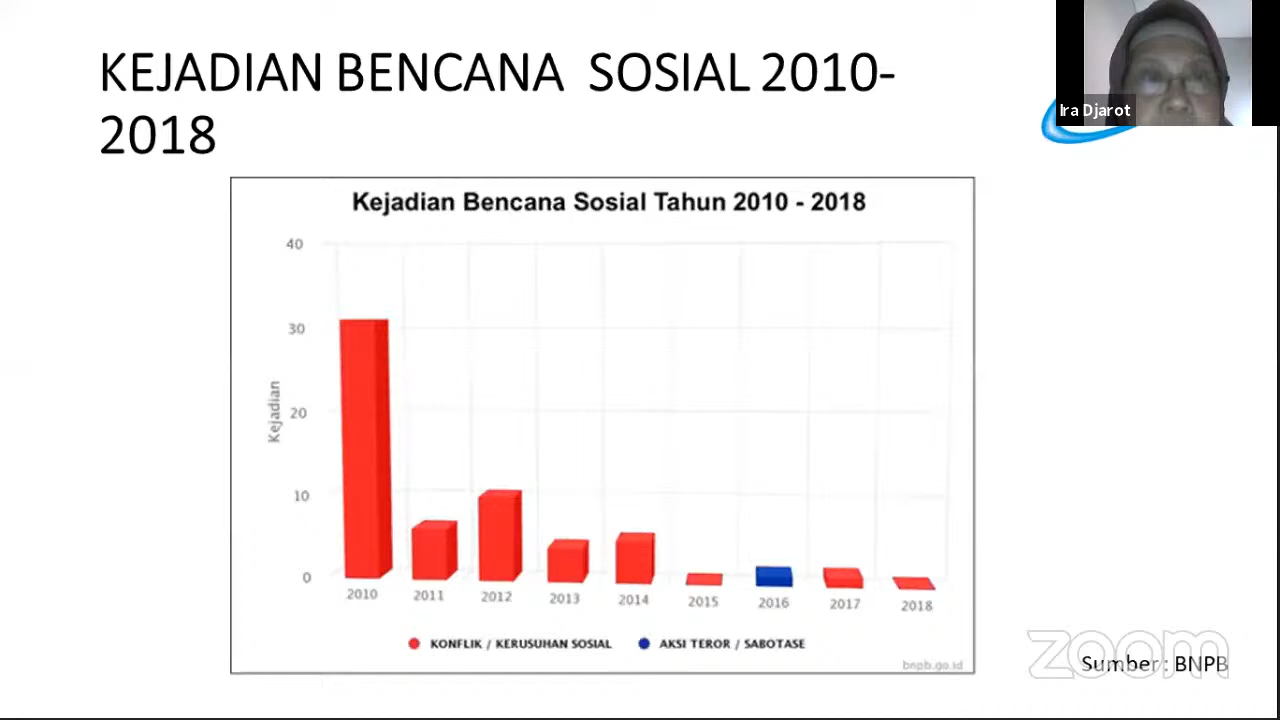 KEJADIAN BENCANA SOSIAL 2010-
2018
Ira Djarot
Kejadian Bencana Sosial Tahun 2010 - 2018
40
30
20
10
0
Kejadian
2010 2011 2012 2013 2014 2015 2016 2017 2018
KONFLIK / KERUSUHAN SOSIAL AKSI TEROR / SABOTASE
bnpb.go.id
zoom
Sumber : BNPB